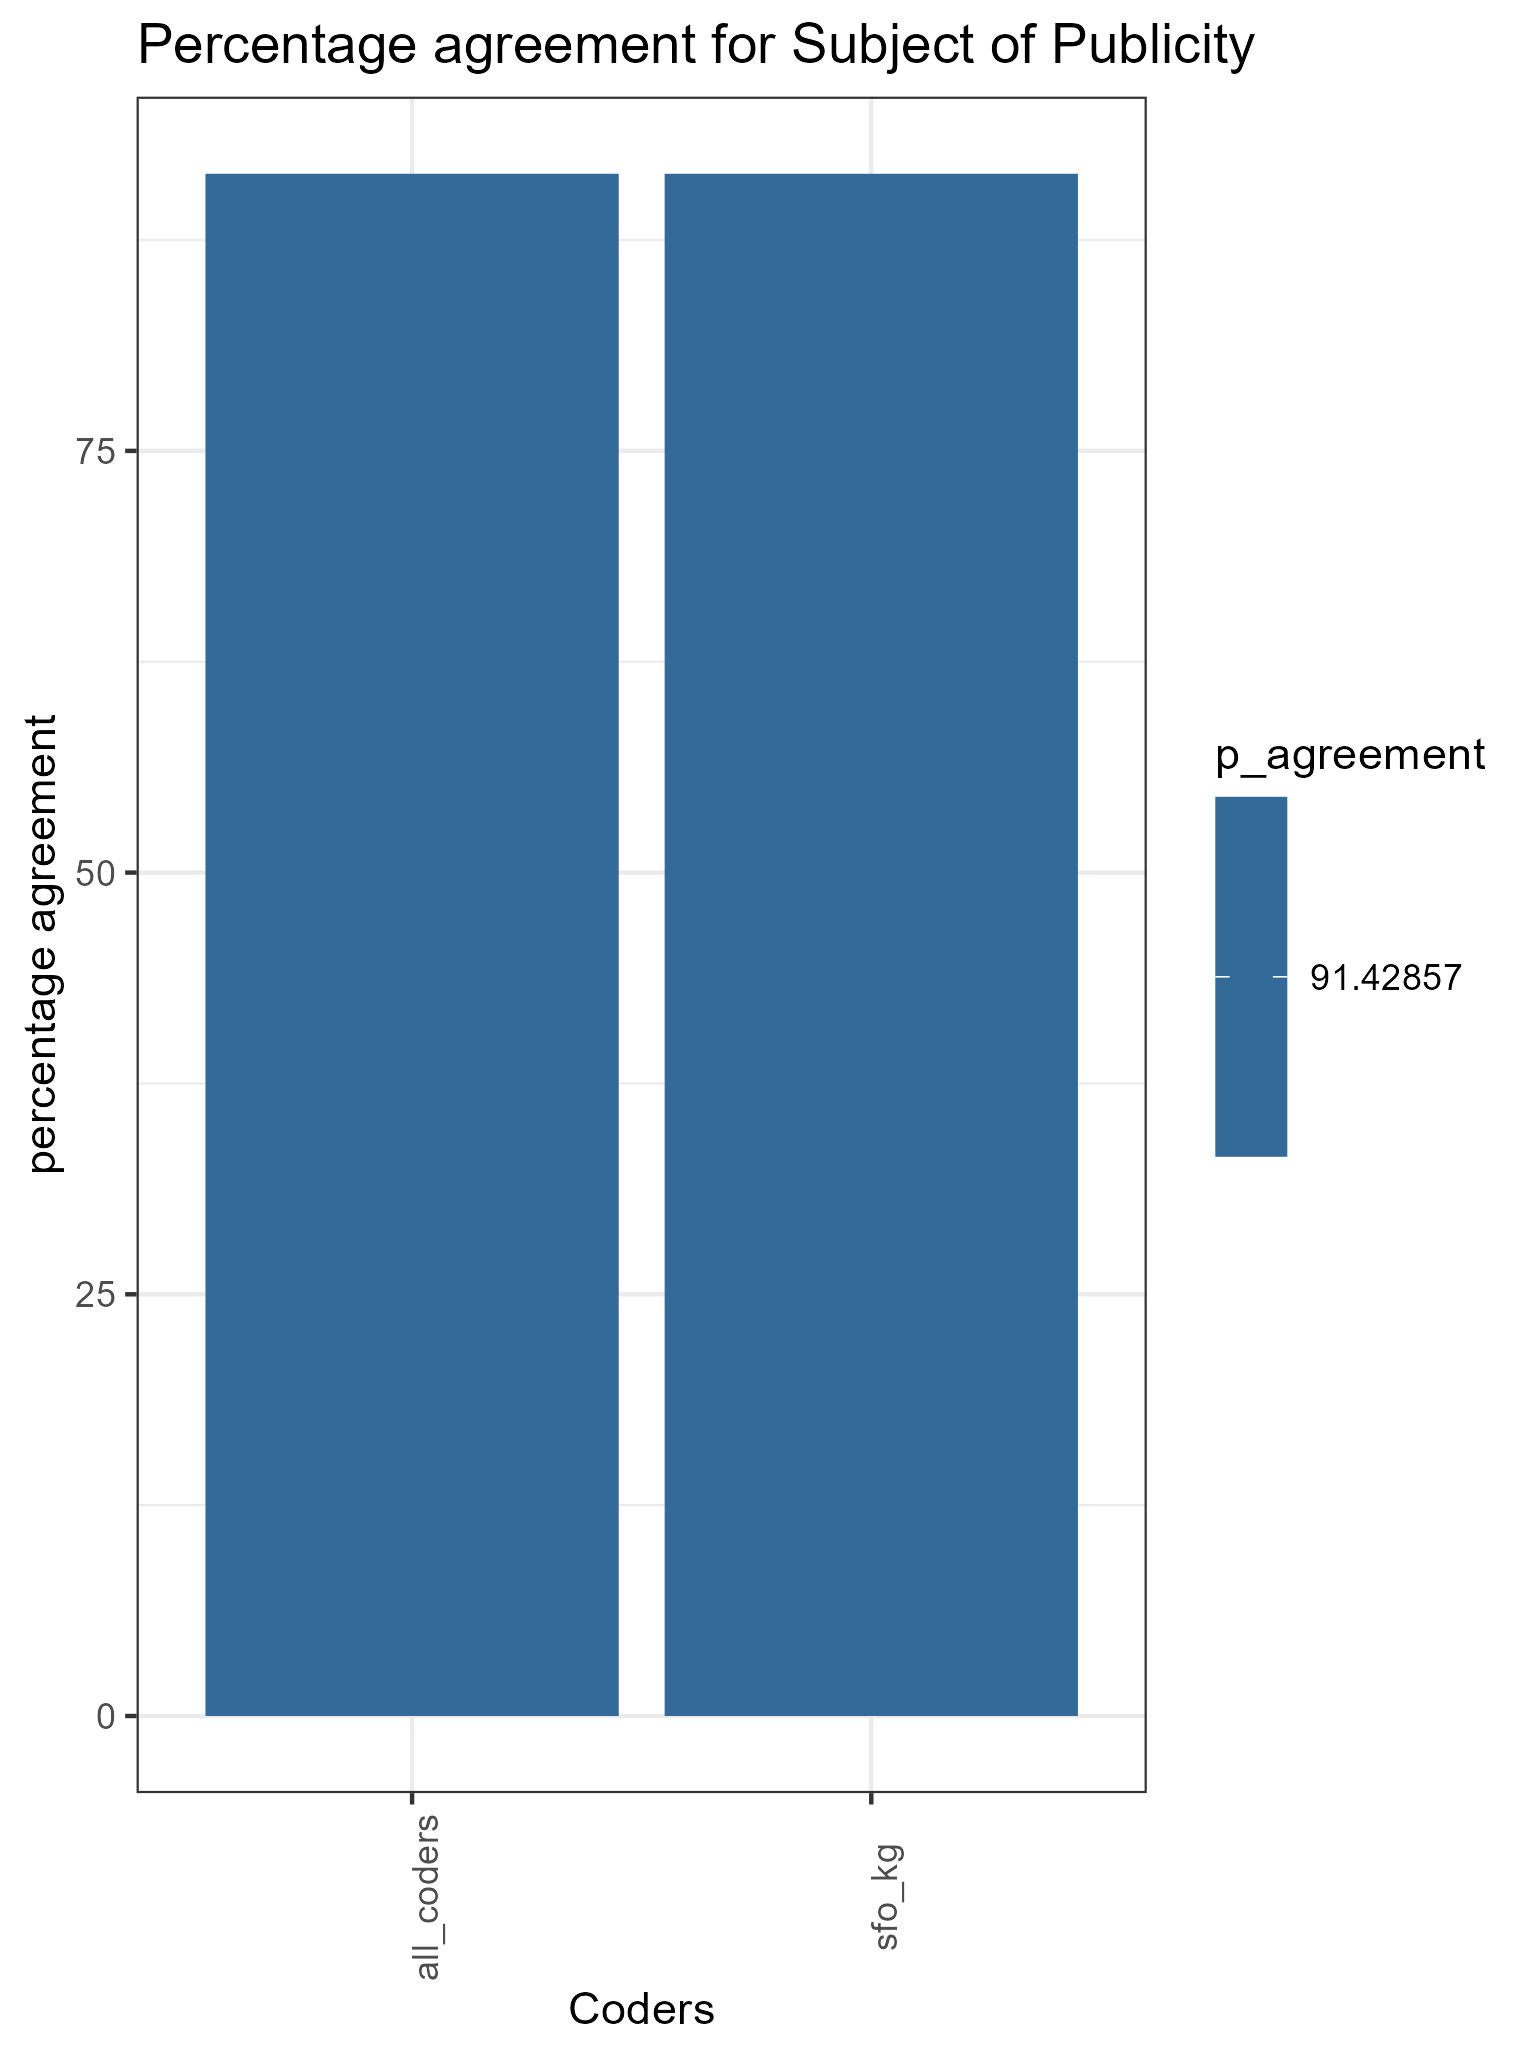 Percentage agreement for Subject of Publicity
percentage agreement
75
50
25
0
all_coders
sfo_kg
Coders
p_agreement
91.42857